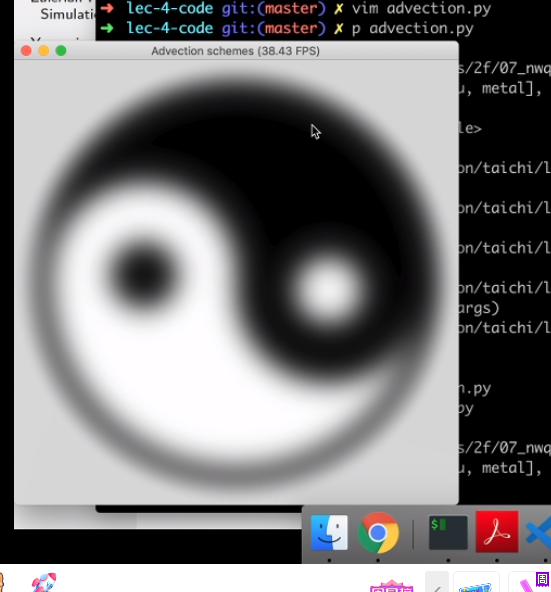 Simulati
➜ lec-4-code git:(master) ✗ vim advection.py
➜ lec-4-code git:(master) ✗ p advection.py
Advection schemes (38.43 FPS)
s/2f/07_nwq
u, metal],
le>
on/taichi/l
on/taichi/l
on/taichi/l
on/taichi/l
args)
on/taichi/l
n.py
py
s/2f/07_nwq
u, metal],
$